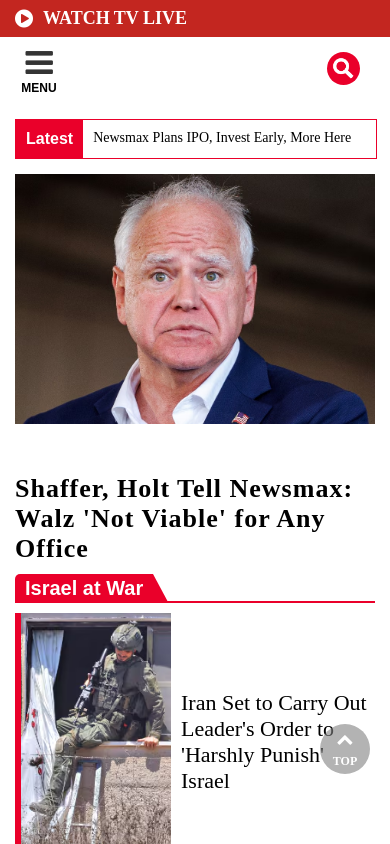 WATCH TV LIVE
MENU
Latest
Newsmax Plans IPO, Invest Early, More Here
Shaffer, Holt Tell Newsmax:
Walz 'Not Viable' for Any
Office
Israel at War
Iran Set to Carry Out
Leader's Order to
'Harshly Punish'
Israel
TOP